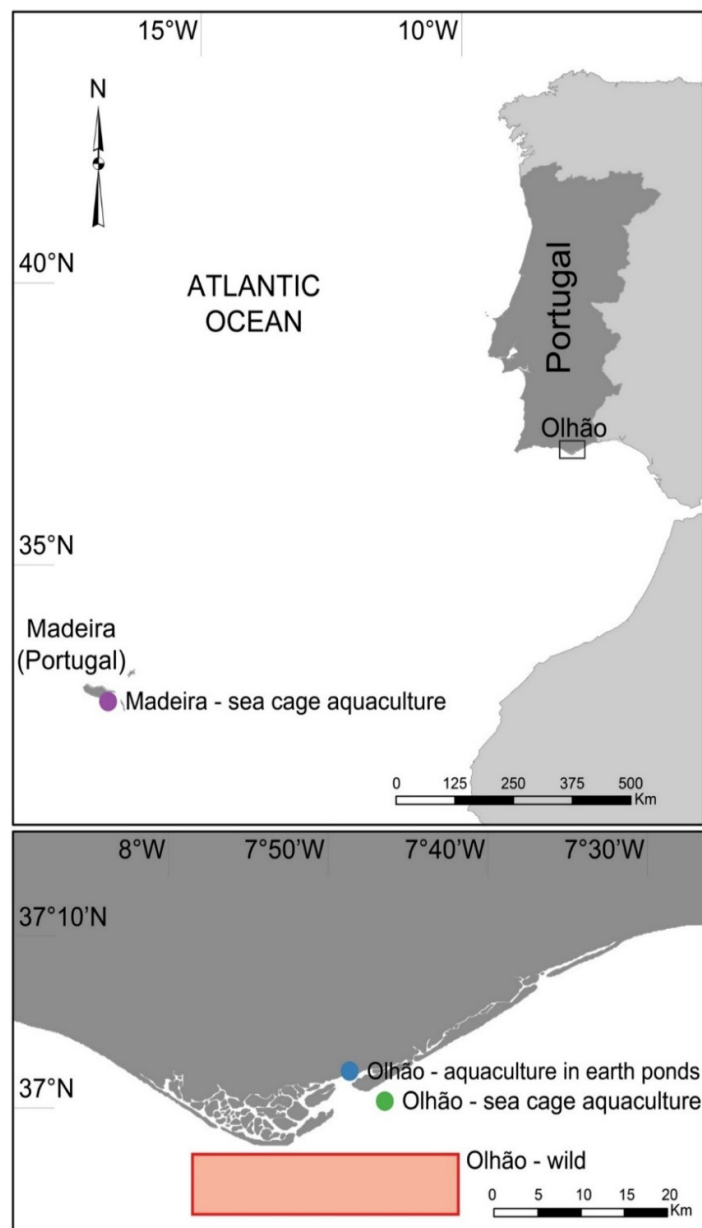 15°W 10°W
N
40°N
ATLANTIC
OCEAN
Portugal
Olhão
35°N
Madeira
(Portugal)
Madeira - sea cage aquaculture
0 125 250 375 500
Km
8°W 7°50'W 7°40'W 7°30'W
37°10'N
Olhão - aquaculture in earth ponds
37°N
Olhão - sea cage aquaculture
Olhão - wild
0 5 10 15 20
Km